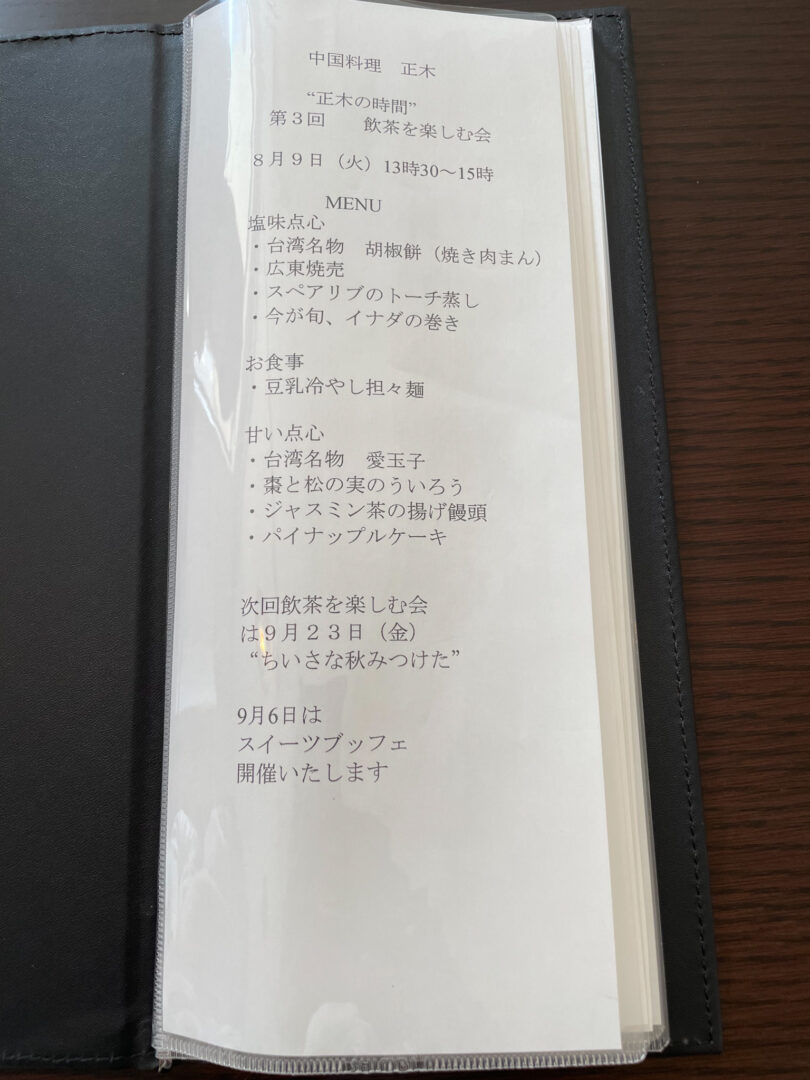 中国料理　正木
“正木の時間”
第３回　　飲茶を楽しむ会
８月９日（火）13時30〜15時
MENU
塩味点心
・台湾名物　胡椒餅（焼き肉まん）
・広東焼売
・スペアリブのトーチ蒸し
・今が旬、イナダの巻き
お食事
・豆乳冷やし担々麺
甘い点心
・台湾名物　愛玉子
・棗と松の実のういろう
・ジャスミン茶の揚げ饅頭
・パイナップルケーキ
次回飲茶を楽しむ会
は９月２３日（金）
“ちいさな秋みつけた”
9月6日は
スイーツブッフェ
開催いたします